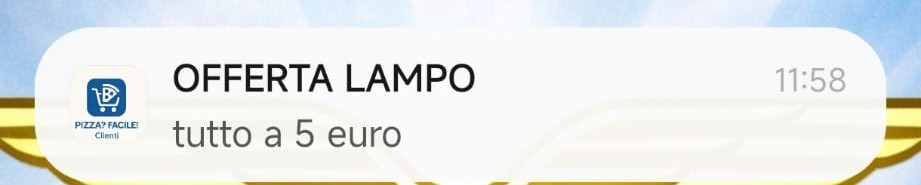 OFFERTA LAMPO
11:58
PIZZA? FACILE!
Clienti
tutto a 5 euro